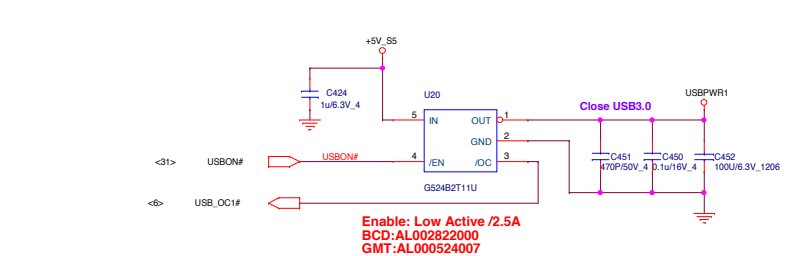 +5V_S5
C424
1u/6.3V_4
U20
5 IN OUT 1
GND 2
4 /EN /OC 3
G524B2T11U
Close USB3.0
USBPWR1
C451
470P/50V_4
C450
0.1u/16V_4
C452
100U/6.3V_1206
<31> USBON# USBON#
<6> USB_OC1#
Enable: Low Active /2.5A
BCD:AL002822000
GMT:AL000524007